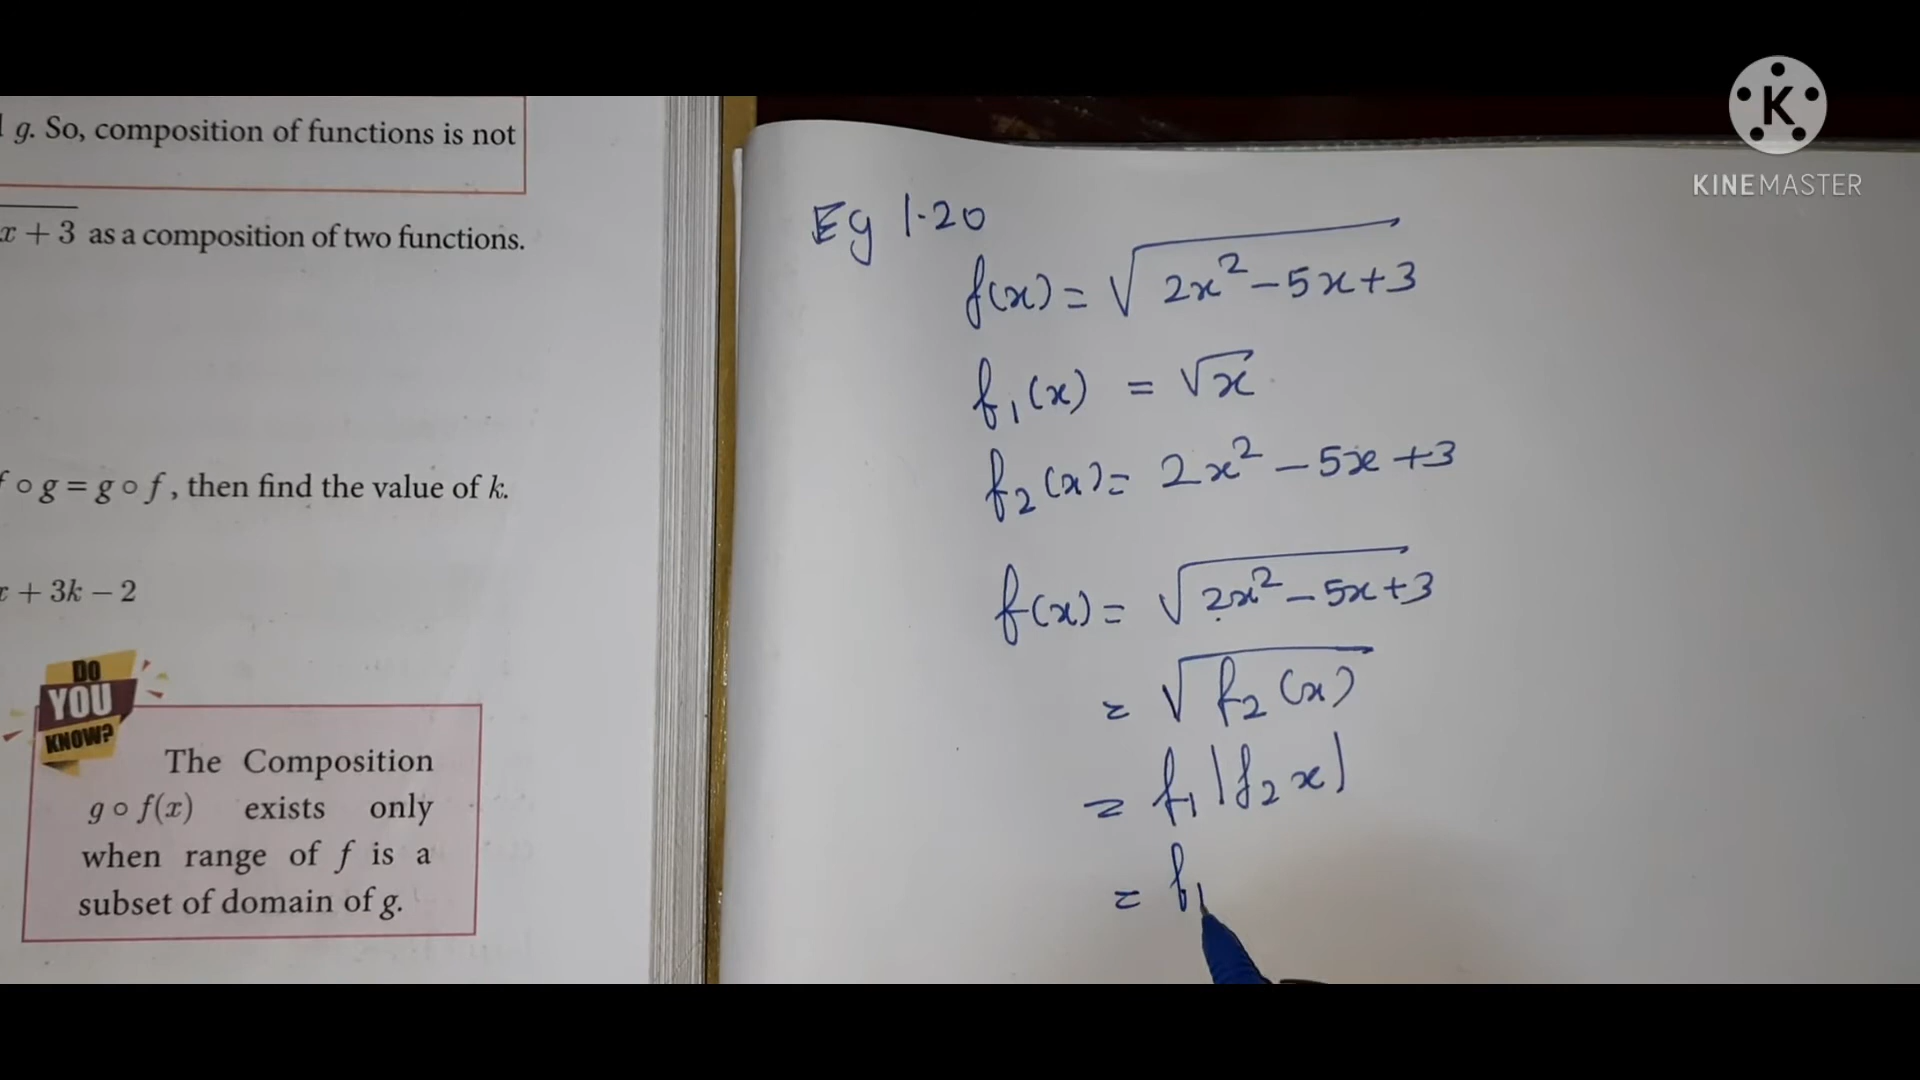 g. So, composition of functions is not
x + 3 as a composition of two functions.
f ∘ g = g ∘ f, then find the value of k.
+ 3k − 2
DO
YOU
KNOW?
The Composition
g ∘ f(x) exists only
when range of f is a
subset of domain of g.
Eg 1.20
f(x) = √2x² − 5x + 3
f₁(x) = √x
f₂(x) = 2x² − 5x + 3
f(x) = √2x² − 5x + 3
= √f₂(x)
= f₁|f₂x|
= f₁
K
KINEMASTER